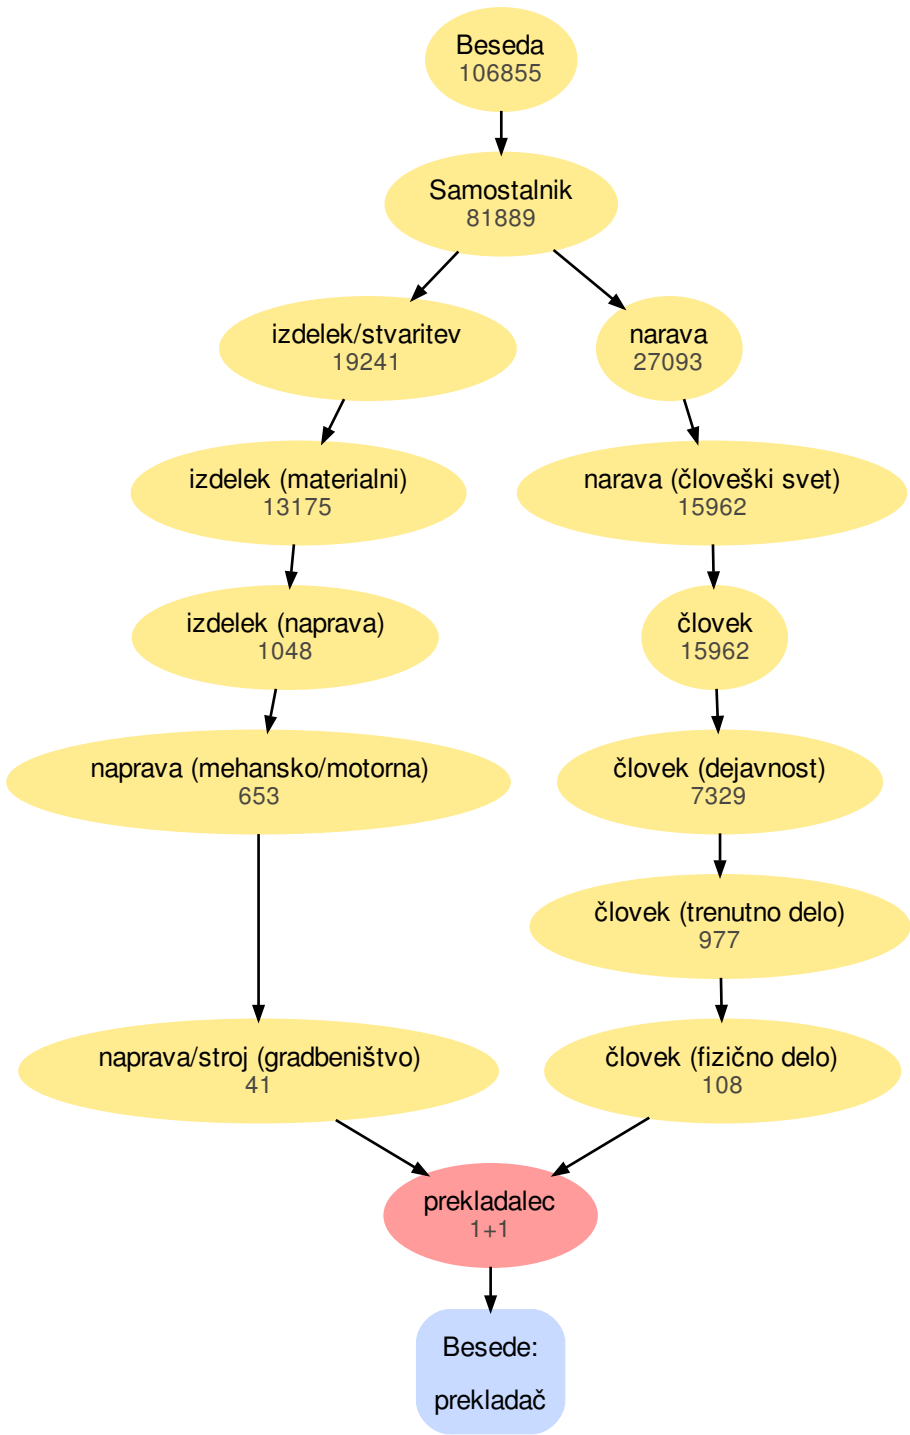 Beseda
106855
Samostalnik
81889
izdelek/stvaritev
19241
narava
27093
izdelek (materialni)
13175
narava (človeški svet)
15962
izdelek (naprava)
1048
človek
15962
naprava (mehansko/motorna)
653
človek (dejavnost)
7329
človek (trenutno delo)
977
naprava/stroj (gradbeništvo)
41
človek (fizično delo)
108
prekladalec
1+1
Besede:
prekladač